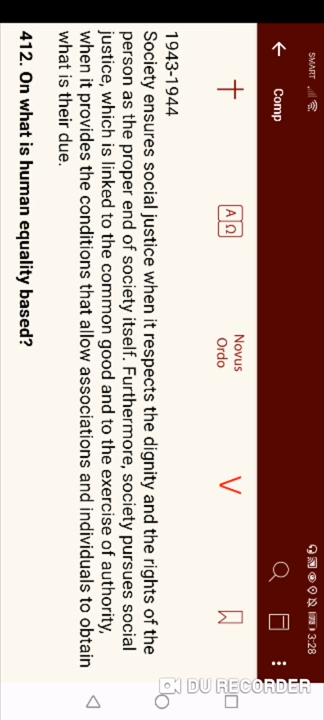 SMART 3:28
Comp
A Ω
Novus
Ordo
V
1943-1944
Society ensures social justice when it respects the dignity and the rights of the
person as the proper end of society itself. Furthermore, society pursues social
justice, which is linked to the common good and to the exercise of authority,
when it provides the conditions that allow associations and individuals to obtain
what is their due.
412. On what is human equality based?
DU RECORDER